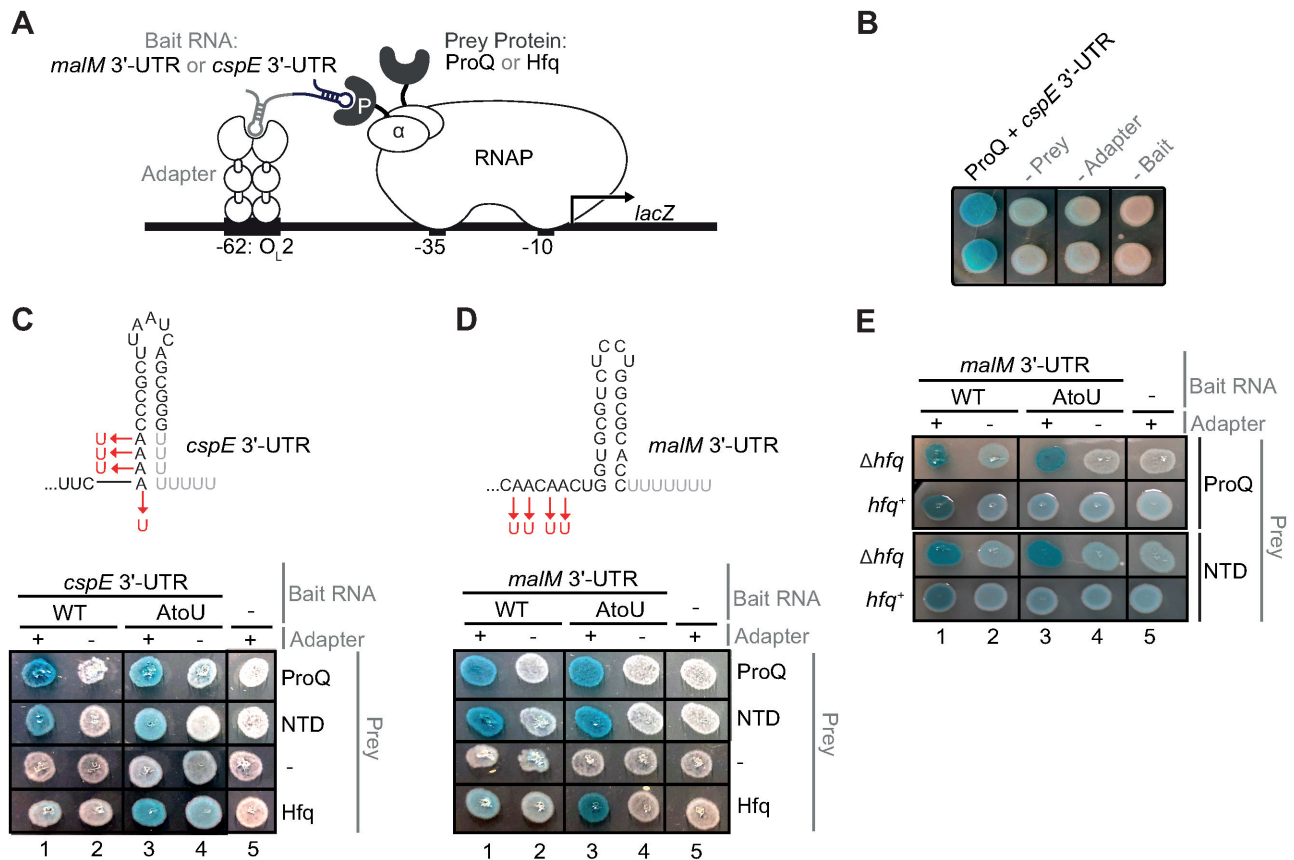 A
Bait RNA:
malM 3'-UTR or cspE 3'-UTR
Prey Protein:
ProQ or Hfq
P
α
RNAP
Adapter
lacZ
-62: OL2
-35
-10
B
ProQ + cspE 3'-UTR
- Prey
- Adapter
- Bait
C
A A
A U
U C
U A
C G
G C
C G
C G
C G
U A U
U A U
U A U
cspE 3'-UTR
...UUC A UUUUU
U
cspE 3'-UTR
WT AtoU -
Bait RNA
+ - + - + Adapter
ProQ
NTD
-
Hfq
Prey
1 2 3 4 5
D
C C
U U
C G
U G
G C
C G
G C
U A
G C
malM 3'-UTR
...CAACAACUG CUUUUUUU
U U U U
malM 3'-UTR
WT AtoU -
Bait RNA
+ - + - + Adapter
ProQ
NTD
-
Hfq
Prey
1 2 3 4 5
E
malM 3'-UTR
WT AtoU -
Bait RNA
+ - + - + Adapter
Δhfq
hfq+
ProQ
Δhfq
hfq+
NTD
Prey
1 2 3 4 5